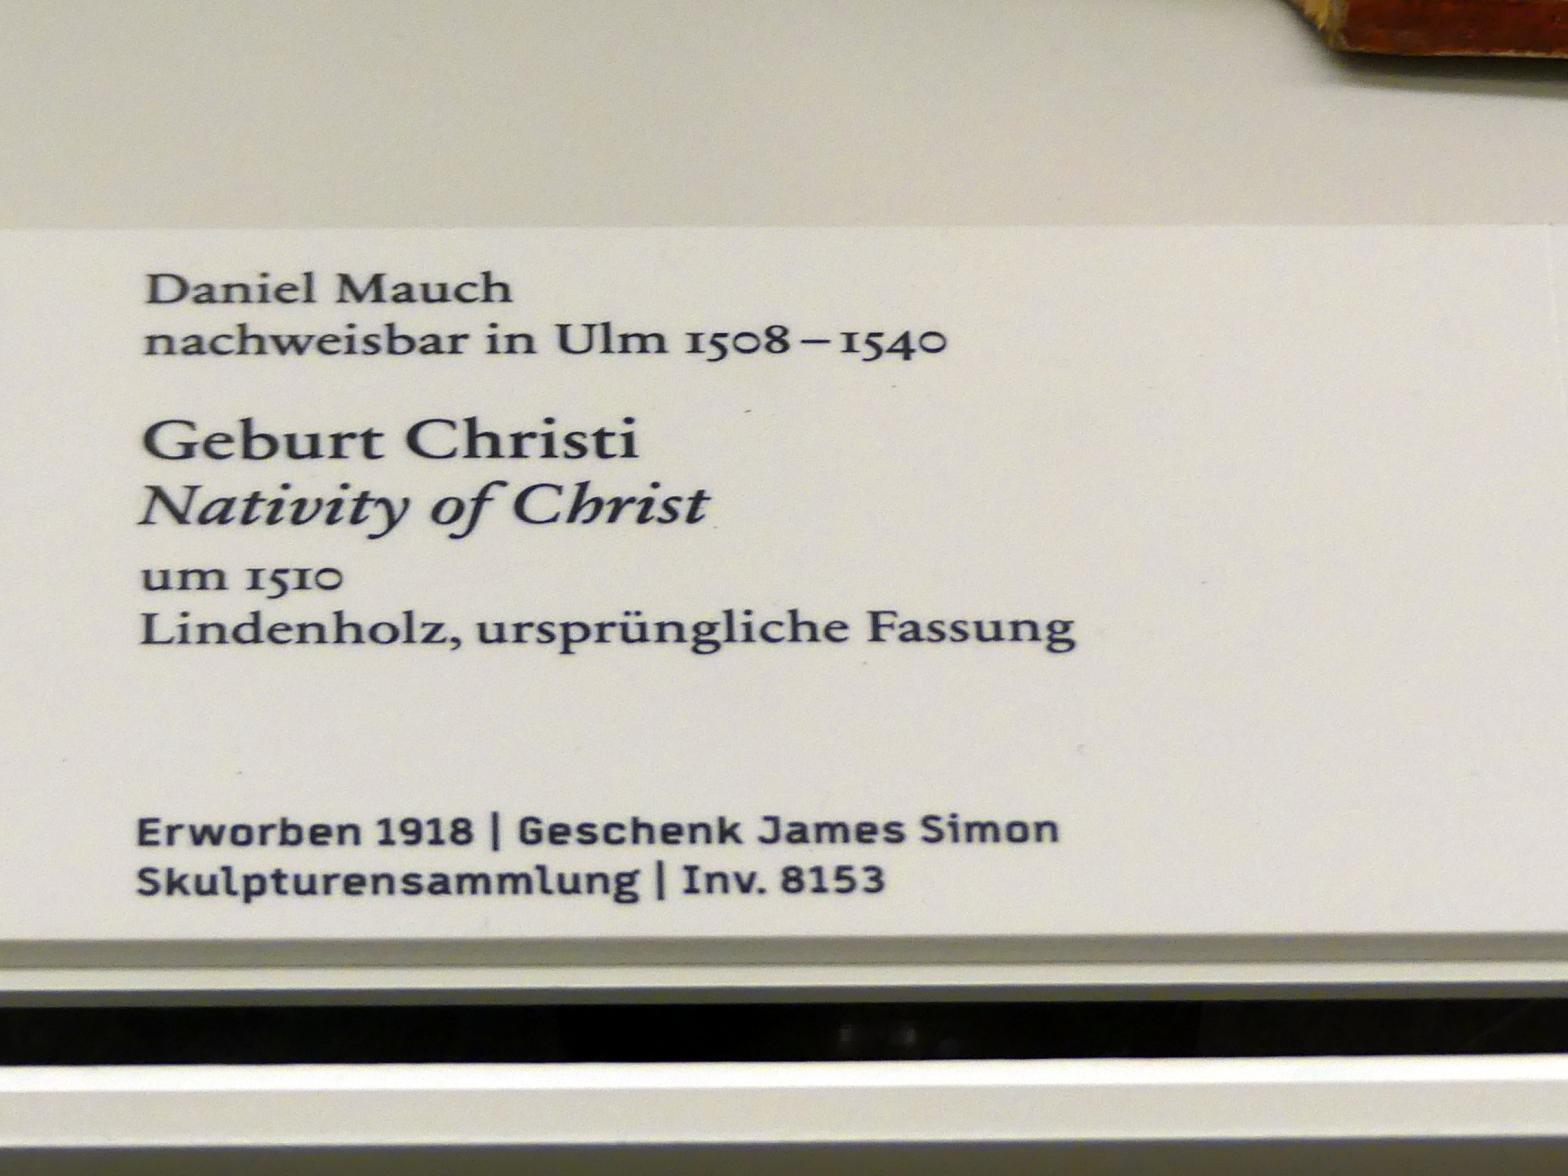 Daniel Mauch
nachweisbar in Ulm 1508–1540
Geburt Christi
Nativity of Christ
um 1510
Lindenholz, ursprüngliche Fassung
Erworben 1918 | Geschenk James Simon
Skulpturensammlung | Inv. 8153